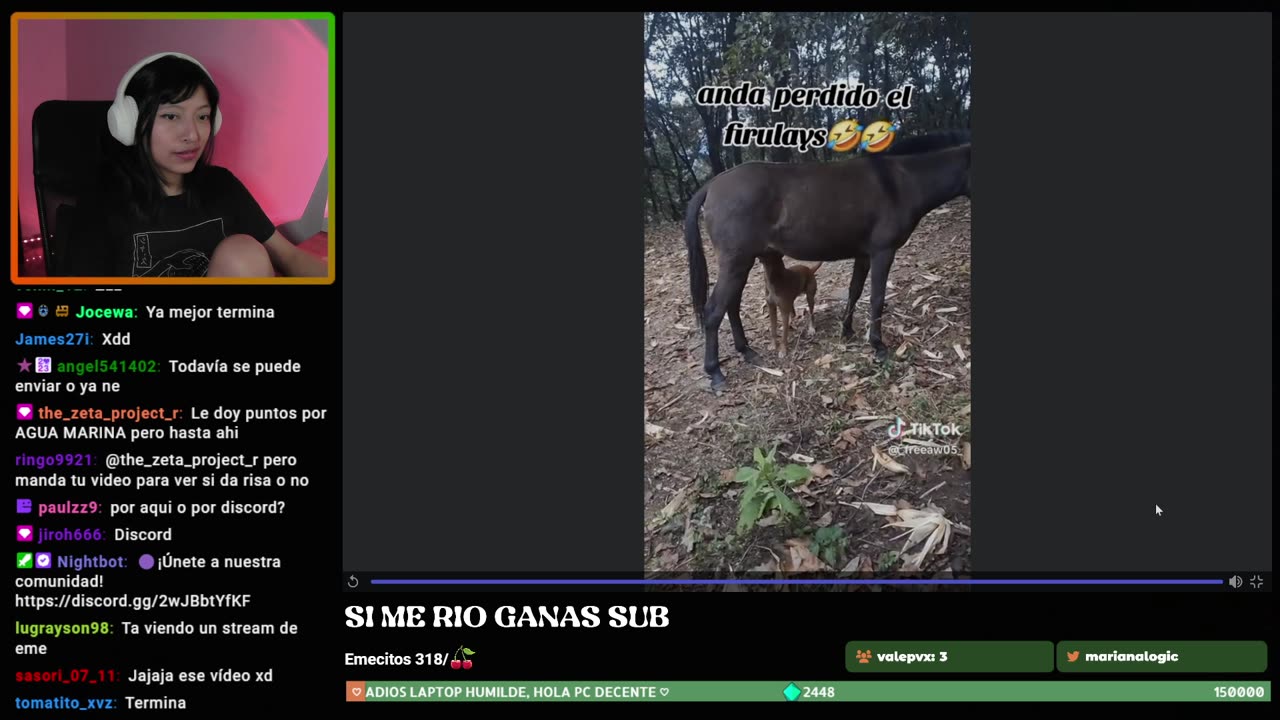 anda perdido el
firulays🤣🤣
TikTok
@_freeaw05_
Jocewa: Ya mejor termina
James27i: Xdd
angel541402: Todavía se puede
enviar o ya ne
the_zeta_project_r: Le doy puntos por
AGUA MARINA pero hasta ahi
ringo9921: @the_zeta_project_r pero
manda tu video para ver si da risa o no
paulzz9: por aqui o por discord?
jiroh666: Discord
Nightbot: 🟣¡Únete a nuestra
comunidad!
https://discord.gg/2wJBbtYfKF
lugrayson98: Ta viendo un stream de
eme
sasori_07_11: Jajaja ese vídeo xd
tomatito_xvz: Termina
SI ME RIO GANAS SUB
Emecitos 318/🍒
valepvx: 3
marianalogic
ADIOS LAPTOP HUMILDE, HOLA PC DECENTE ♡
2448
150000